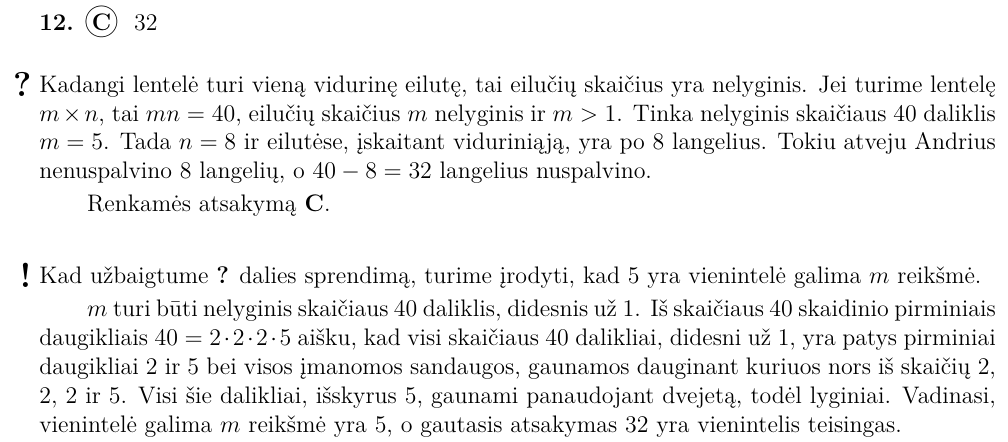 12. Ⓒ 32
? Kadangi lentelė turi vieną vidurinę eilutę, tai eilučių skaičius yra nelyginis. Jei turime lentelę
m × n, tai mn = 40, eilučių skaičius m nelyginis ir m > 1. Tinka nelyginis skaičiaus 40 daliklis
m = 5. Tada n = 8 ir eilutėse, įskaitant viduriniąją, yra po 8 langelius. Tokiu atveju Andrius
nenuspalvino 8 langelių, o 40 − 8 = 32 langelius nuspalvino.
Renkamės atsakymą C.
! Kad užbaigtume ? dalies sprendimą, turime įrodyti, kad 5 yra vienintelė galima m reikšmė.
m turi būti nelyginis skaičiaus 40 daliklis, didesnis už 1. Iš skaičiaus 40 skaidinio pirminiais
daugikliais 40 = 2·2·2·5 aišku, kad visi skaičiaus 40 dalikliai, didesni už 1, yra patys pirminiai
daugikliai 2 ir 5 bei visos įmanomos sandaugos, gaunamos dauginant kuriuos nors iš skaičių 2,
2, 2 ir 5. Visi šie dalikliai, išskyrus 5, gaunami panaudojant dvejetą, todėl lyginiai. Vadinasi,
vienintelė galima m reikšmė yra 5, o gautasis atsakymas 32 yra vienintelis teisingas.